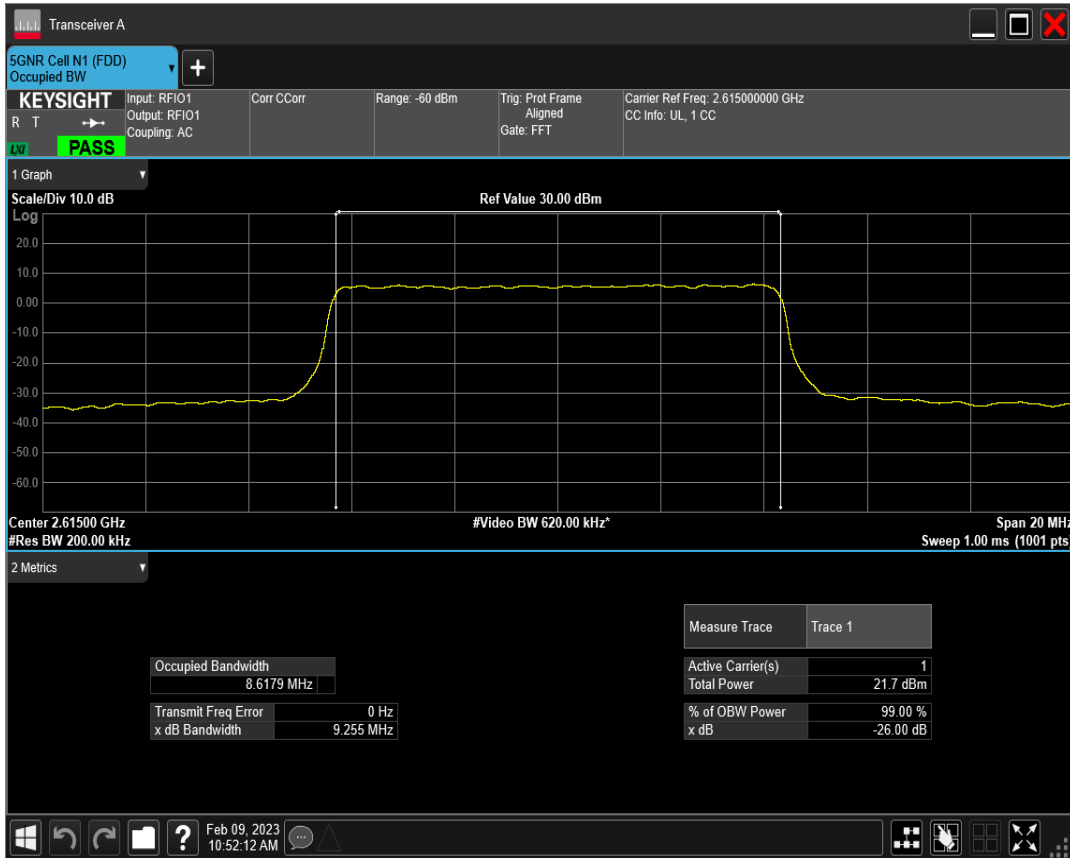 Transceiver A
5GNR Cell N1 (FDD)
Occupied BW
+
KEYSIGHT
R T
LXI
PASS
Input: RFIO1
Output: RFIO1
Coupling: AC
Corr CCorr
Range: -60 dBm
Trig: Prot Frame
Aligned
Gate: FFT
Carrier Ref Freq: 2.615000000 GHz
CC Info: UL, 1 CC
1 Graph
Scale/Div 10.0 dB
Ref Value 30.00 dBm
Log
20.0
10.0
0.00
-10.0
-20.0
-30.0
-40.0
-50.0
-60.0
Center 2.61500 GHz
#Video BW 620.00 kHz*
Span 20 MHz
#Res BW 200.00 kHz
Sweep 1.00 ms (1001 pts)
2 Metrics
Measure Trace Trace 1
Occupied Bandwidth
8.6179 MHz
Active Carrier(s) 1
Total Power 21.7 dBm
Transmit Freq Error 0 Hz
x dB Bandwidth 9.255 MHz
% of OBW Power 99.00 %
x dB -26.00 dB
?
Feb 09, 2023
10:52:12 AM